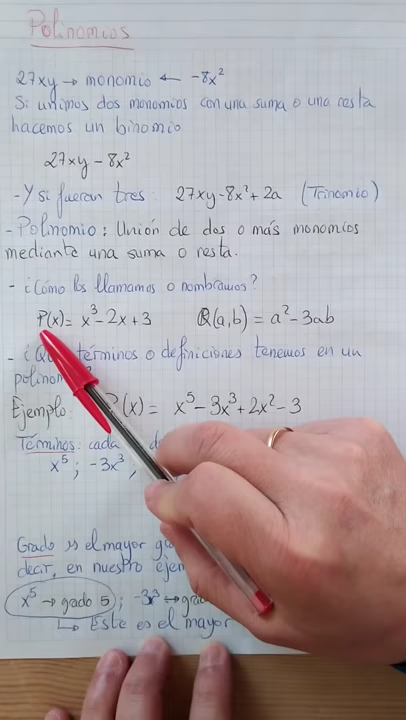 Polinomios
27xy → monomio ← -8x²
Si unimos dos monomios con una suma o una resta
hacemos un binomio
27xy - 8x²
- Y si fueran tres 27xy-8x²+2a (Trinomio)
- Polinomio: Unión de dos o más monomios
mediante una suma o resta.
- ¿Cómo los llamamos o nombramos?
P(x)= x³-2x+3 Q(a,b) = a²-3ab
- términos o definiciones tenemos en un
Ejemplo: (x) = x⁵-3x³+2x²-3
Términos: cada
x⁵; -3x³,
Grado es el mayor
decir, en nuestro
x⁵ → grado 5; -3x³ →
↳ Este es el mayor